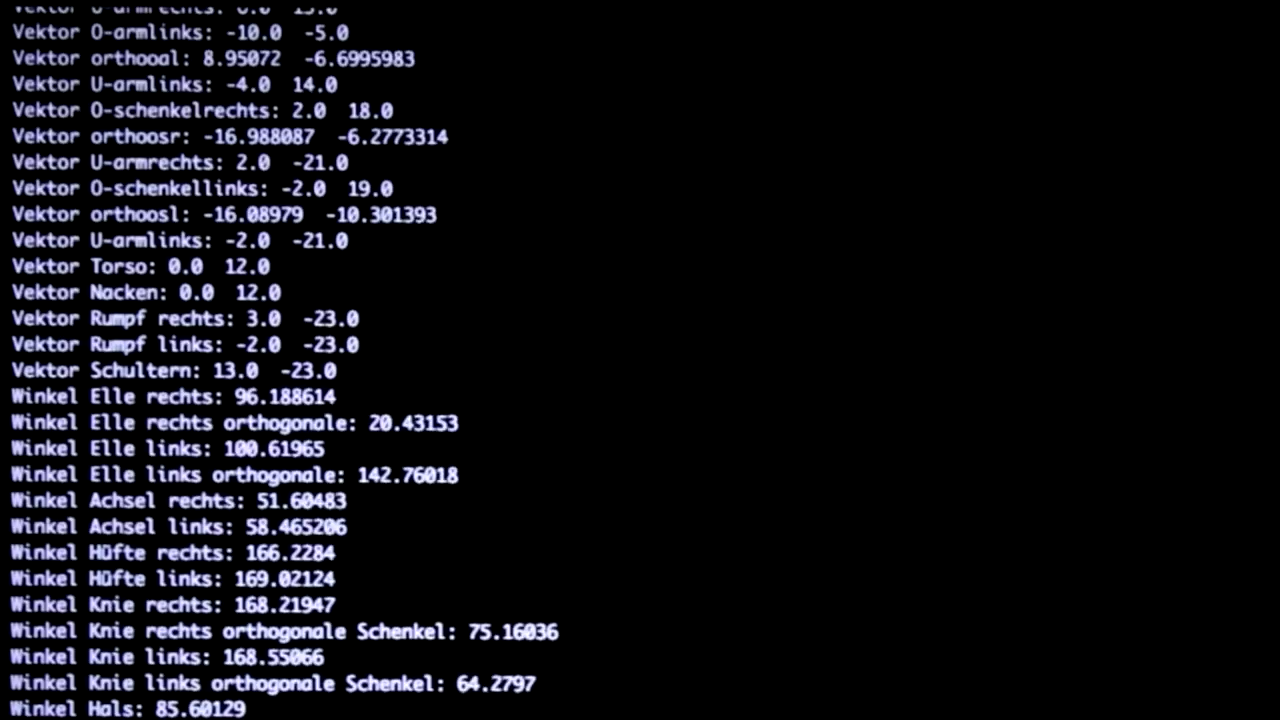 Vektor O-armlinks: -10.0  -5.0
Vektor orthooal: 8.95072  -6.6995983
Vektor U-armlinks: -4.0  14.0
Vektor O-schenkelrechts: 2.0  18.0
Vektor orthoosr: -16.988087  -6.2773314
Vektor U-armrechts: 2.0  -21.0
Vektor O-schenkellinks: -2.0  19.0
Vektor orthoosl: -16.08979  -10.301393
Vektor U-armlinks: -2.0  -21.0
Vektor Torso: 0.0  12.0
Vektor Nacken: 0.0  12.0
Vektor Rumpf rechts: 3.0  -23.0
Vektor Rumpf links: -2.0  -23.0
Vektor Schultern: 13.0  -23.0
Winkel Elle rechts: 96.188614
Winkel Elle rechts orthogonale: 20.43153
Winkel Elle links: 100.61965
Winkel Elle links orthogonale: 142.76018
Winkel Achsel rechts: 51.60483
Winkel Achsel links: 58.465206
Winkel Hüfte rechts: 166.2284
Winkel Hüfte links: 169.02124
Winkel Knie rechts: 168.21947
Winkel Knie rechts orthogonale Schenkel: 75.16036
Winkel Knie links: 168.55066
Winkel Knie links orthogonale Schenkel: 64.2797
Winkel Hals: 85.60129